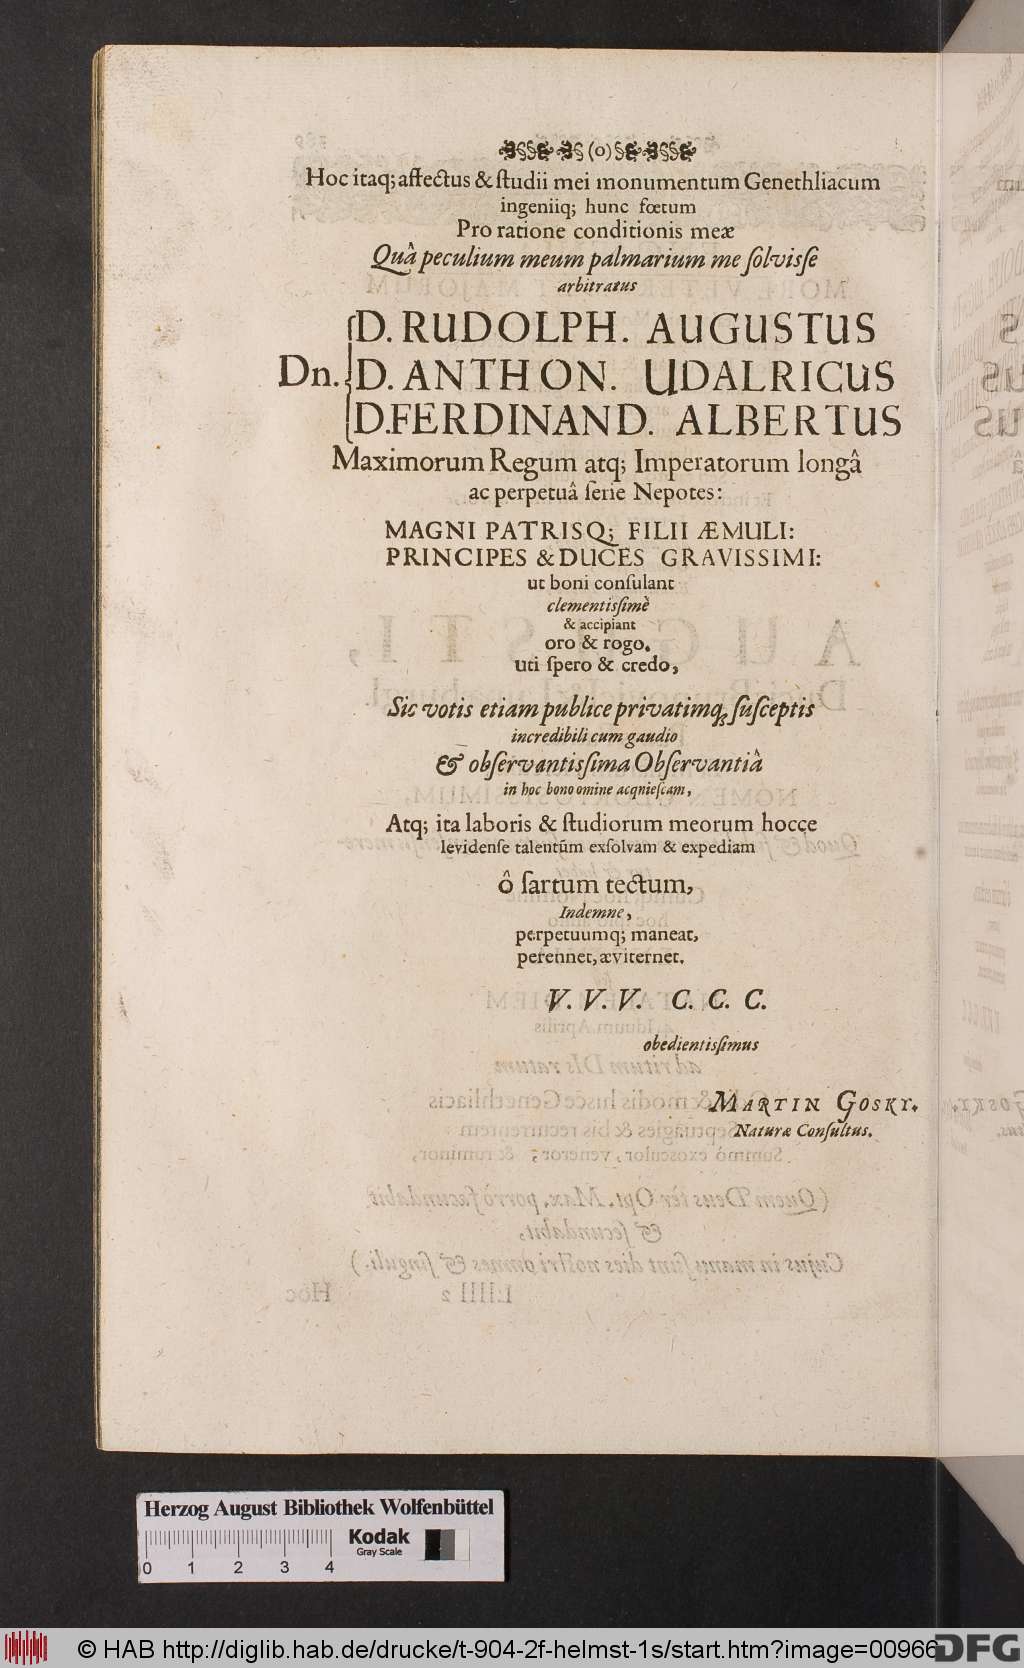 (o)
Hoc itaq; affectus & ſtudii mei monumentum Genethliacum
ingeniiq; hunc fœtum
Pro ratione conditionis meæ
Quâ peculium meum palmarium me ſolviſſe
arbitratus
D. RUDOLPH. AUGUSTUS
Dn. D. ANTHON. UDALRICUS
D. FERDINAND. ALBERTUS
Maximorum Regum atq; Imperatorum longâ
ac perpetuâ ſerie Nepotes:
MAGNI PATRISQ; FILII ÆMULI:
PRINCIPES & DUCES GRAVISSIMI:
ut boni conſulant
clementiſſimè
& accipiant
oro & rogo.
uti ſpero & credo,
Sic votis etiam publice privatimq; ſuſceptis
incredibili cum gaudio
& obſervantiſſima Obſervantiâ
in hoc bono omine acqnieſcam,
Atq; ita laboris & ſtudiorum meorum hocce
levidenſe talentũm exſolvam & expediam
ô ſartum tectum,
Indemne,
perpetuumq; maneat,
perennet, æviternet.
V. V. V. C. C. C.
obedientiſſimus
MARTIN GOSKY.
Naturæ Conſultus.
Herzog August Bibliothek Wolfenbüttel
Kodak
Gray Scale
0 1 2 3 4
© HAB http://diglib.hab.de/drucke/t-904-2f-helmst-1s/start.htm?image=00966
DFG